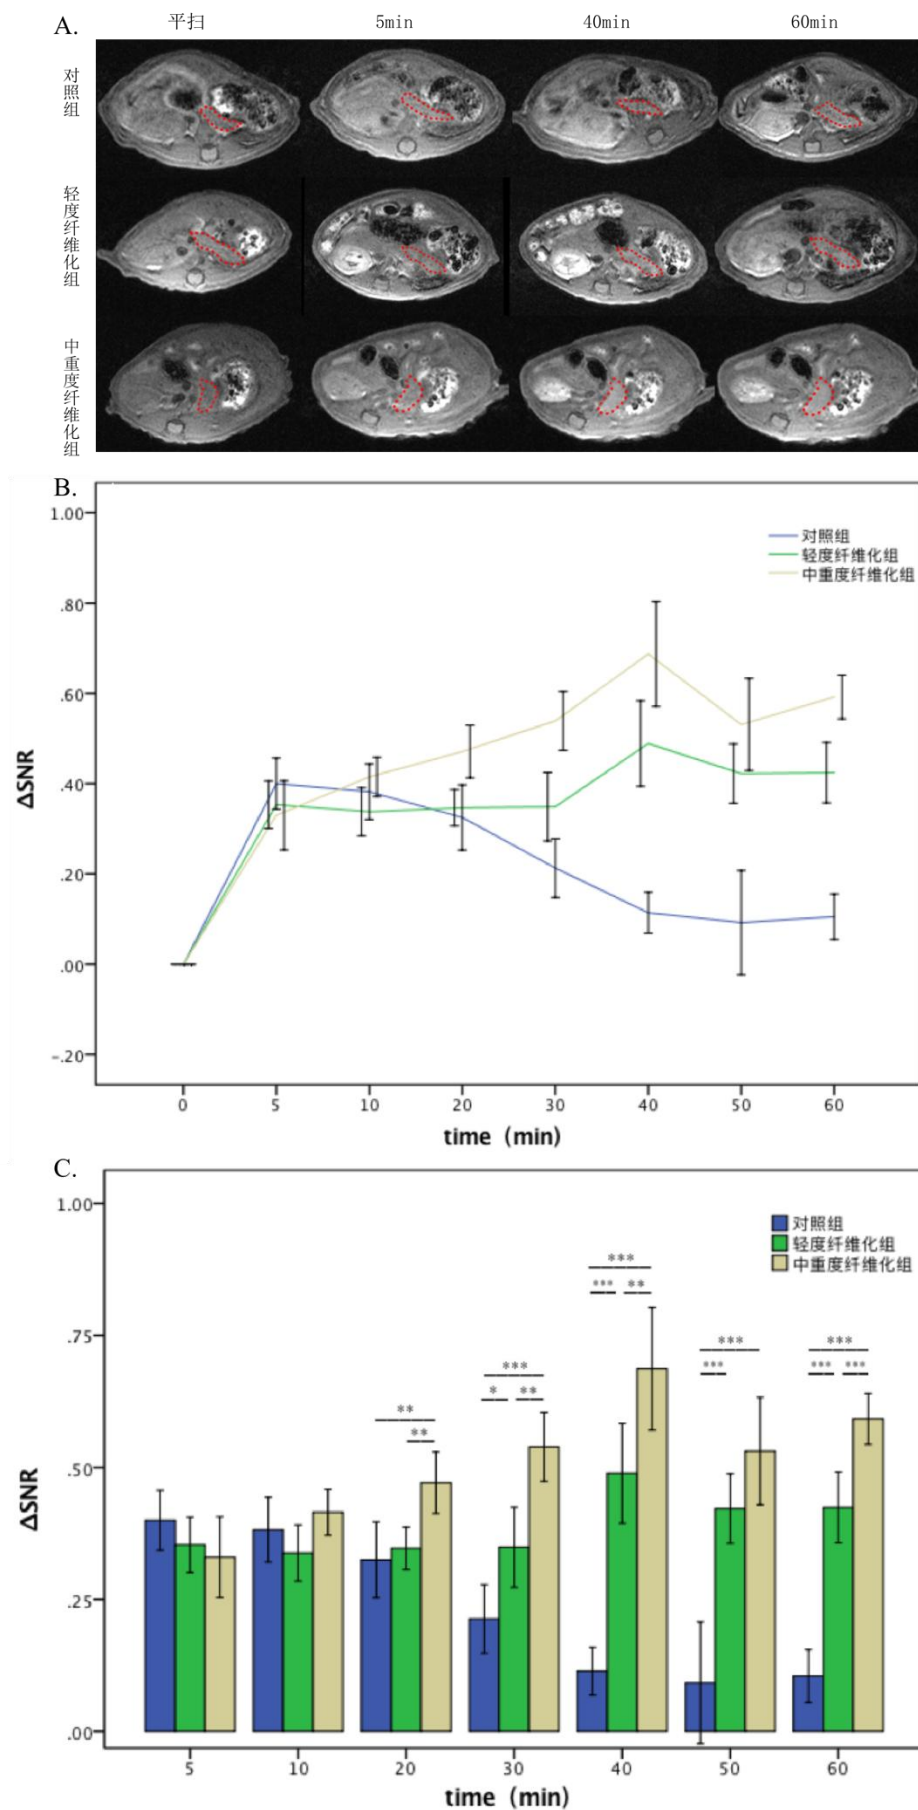 A.
平扫 5min 40min 60min
对照组
轻度纤维化组
中重度纤维化组
B.
1.00
.80
.60
.40
.20
.00
-.20
ΔSNR
对照组
轻度纤维化组
中重度纤维化组
0 5 10 20 30 40 50 60
time (min)
C.
1.00
.75
.50
.25
.00
ΔSNR
对照组
轻度纤维化组
中重度纤维化组
***
*** **
***
* **
**
**
***
***
***
*** ***
5 10 20 30 40 50 60
time (min)